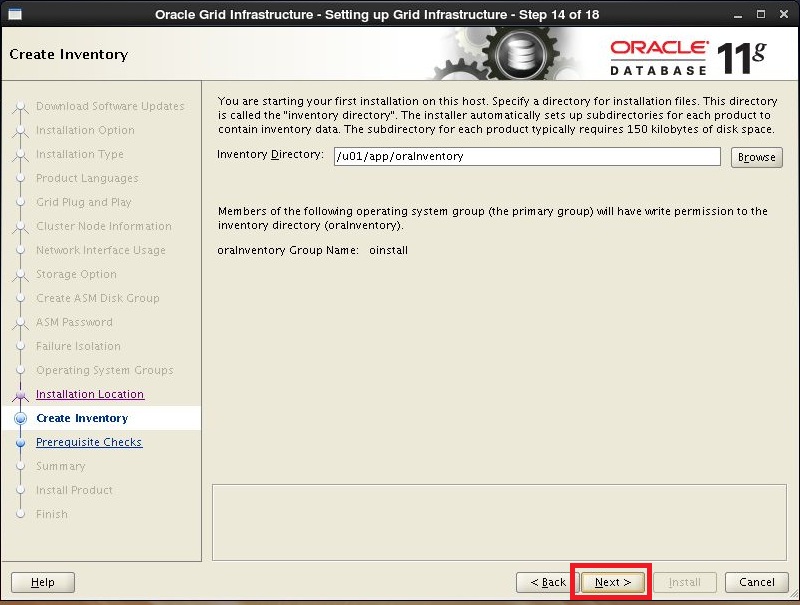 Oracle Grid Infrastructure - Setting up Grid Infrastructure - Step 14 of 18
Create Inventory
ORACLE
DATABASE 11g
Download Software Updates
Installation Option
Installation Type
Product Languages
Grid Plug and Play
Cluster Node Information
Network Interface Usage
Storage Option
Create ASM Disk Group
ASM Password
Failure Isolation
Operating System Groups
Installation Location
Create Inventory
Prerequisite Checks
Summary
Install Product
Finish
You are starting your first installation on this host. Specify a directory for installation files. This directory
is called the "inventory directory". The installer automatically sets up subdirectories for each product to
contain inventory data. The subdirectory for each product typically requires 150 kilobytes of disk space.
Inventory Directory: /u01/app/oraInventory Browse
Members of the following operating system group (the primary group) will have write permission to the
inventory directory (oraInventory).
oraInventory Group Name: oinstall
Help < Back Next > Install Cancel